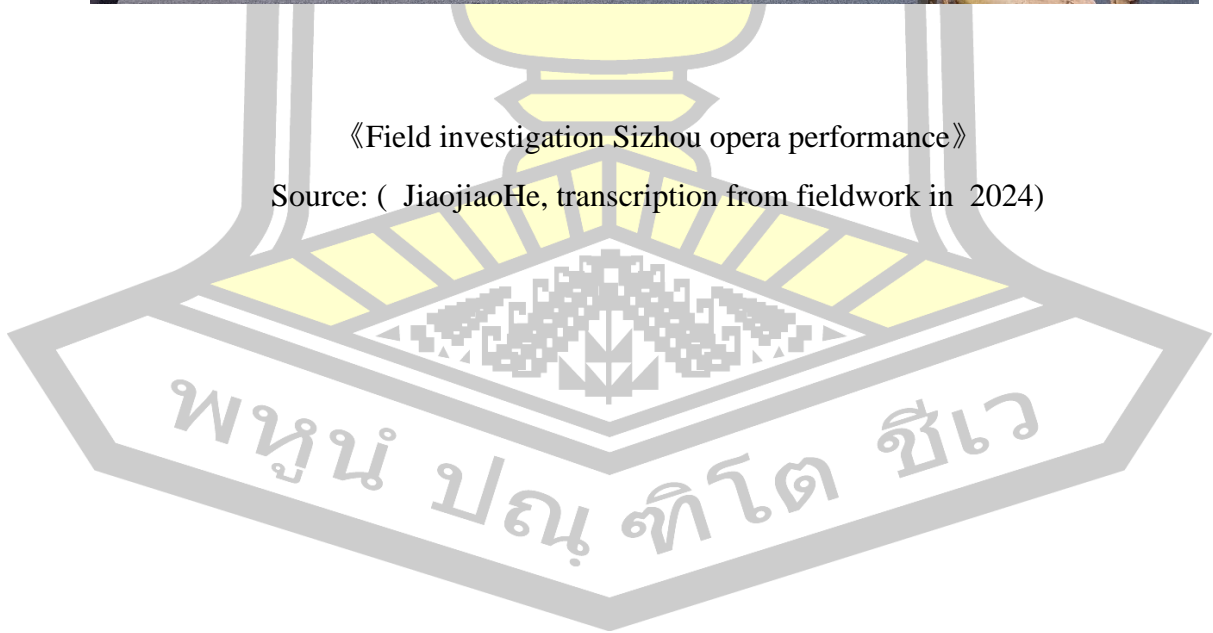 《Field investigation Sizhou opera performance》
Source: ( JiaojiaoHe, transcription from fieldwork in 2024)
พหูนํ ปณฺฑิโต ชีเว